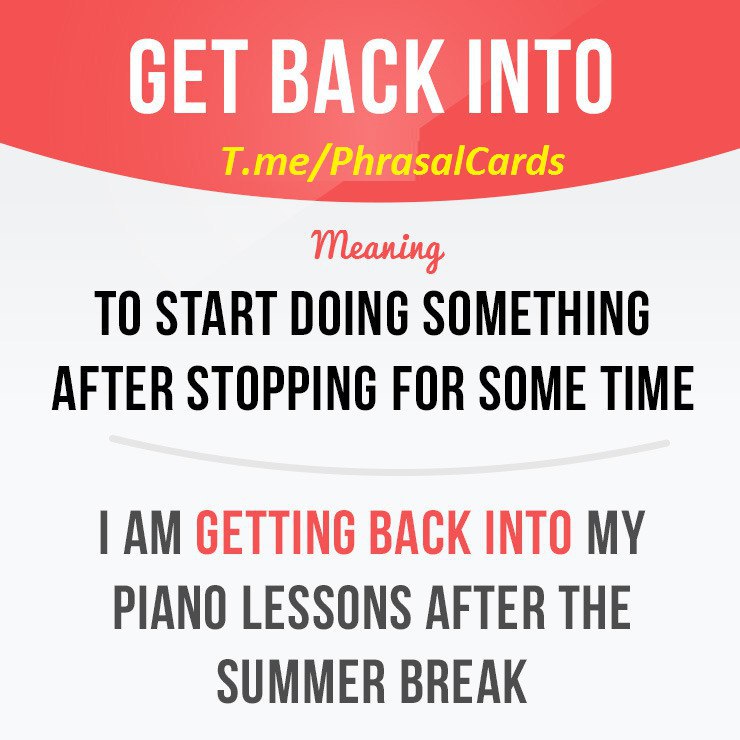 GET BACK INTO
T.me/PhrasalCards
Meaning
TO START DOING SOMETHING
AFTER STOPPING FOR SOME TIME
I AM GETTING BACK INTO MY
PIANO LESSONS AFTER THE
SUMMER BREAK